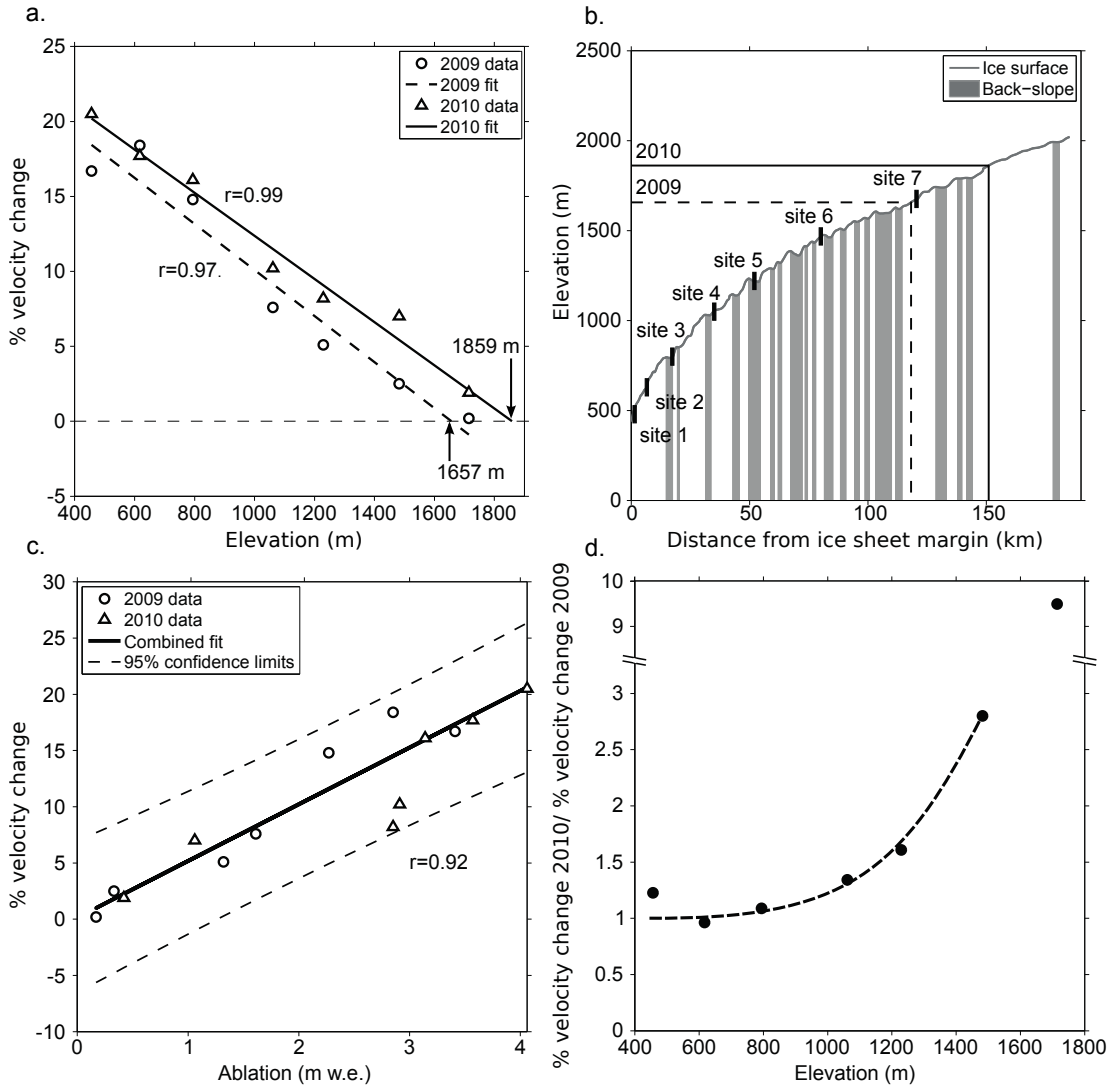 a.
25
20
15
10
5
0
-5
400 600 800 1000 1200 1400 1600 1800
% velocity change
Elevation (m)
2009 data
2009 fit
2010 data
2010 fit
r=0.99
r=0.97.
1859 m
1657 m
b.
2500
2000
1500
1000
500
0
0 50 100 150
Elevation (m)
Distance from ice sheet margin (km)
Ice surface
Back-slope
2010
2009
site 7
site 6
site 5
site 4
site 3
site 2
site 1
c.
30
25
20
15
10
5
0
-5
-10
0 1 2 3 4
% velocity change
Ablation (m w.e.)
2009 data
2010 data
Combined fit
95% confidence limits
r=0.92
d.
10
9
3
2.5
2
1.5
1
0.5
0
400 600 800 1000 1200 1400 1600 1800
% velocity change 2010/ % velocity change 2009
Elevation (m)